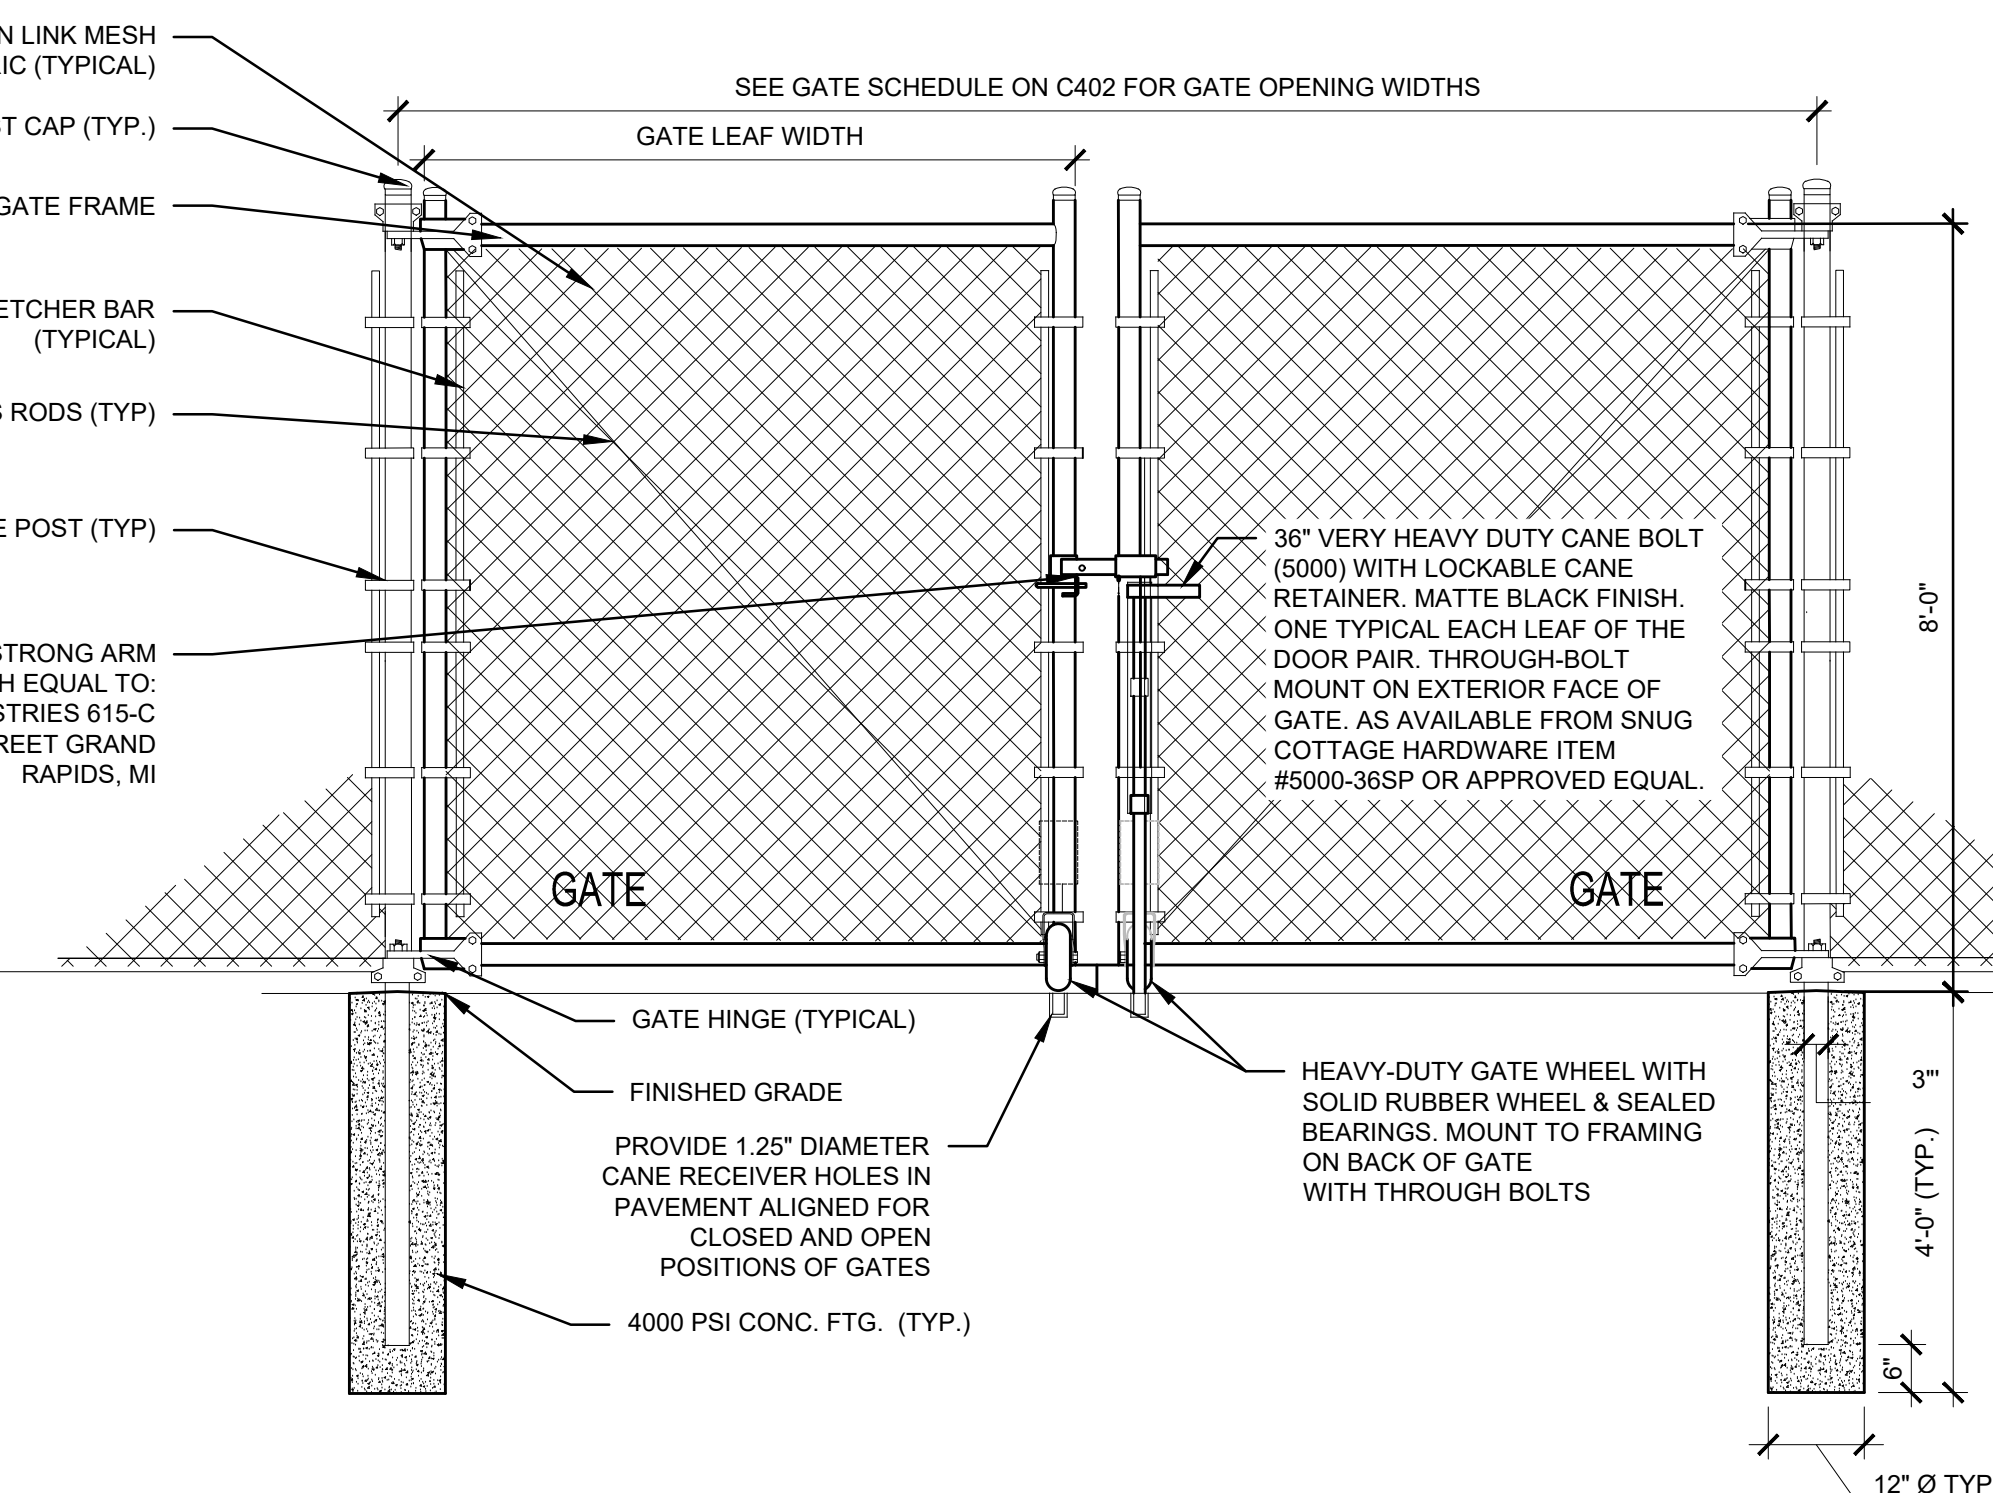 N LINK MESH
IC (TYPICAL)
SEE GATE SCHEDULE ON C402 FOR GATE OPENING WIDTHS
ST CAP (TYP.)
GATE LEAF WIDTH
GATE FRAME
ETCHER BAR
(TYPICAL)
S RODS (TYP)
E POST (TYP)
STRONG ARM
H EQUAL TO:
STRIES 615-C
REET GRAND
RAPIDS, MI
36" VERY HEAVY DUTY CANE BOLT
(5000) WITH LOCKABLE CANE
RETAINER. MATTE BLACK FINISH.
ONE TYPICAL EACH LEAF OF THE
DOOR PAIR. THROUGH-BOLT
MOUNT ON EXTERIOR FACE OF
GATE. AS AVAILABLE FROM SNUG
COTTAGE HARDWARE ITEM
#5000-36SP OR APPROVED EQUAL.
8'-0"
GATE
GATE
GATE HINGE (TYPICAL)
FINISHED GRADE
PROVIDE 1.25" DIAMETER
CANE RECEIVER HOLES IN
PAVEMENT ALIGNED FOR
CLOSED AND OPEN
POSITIONS OF GATES
4000 PSI CONC. FTG. (TYP.)
HEAVY-DUTY GATE WHEEL WITH
SOLID RUBBER WHEEL & SEALED
BEARINGS. MOUNT TO FRAMING
ON BACK OF GATE
WITH THROUGH BOLTS
3"'
4'-0" (TYP.)
6"
12" Ø TYP